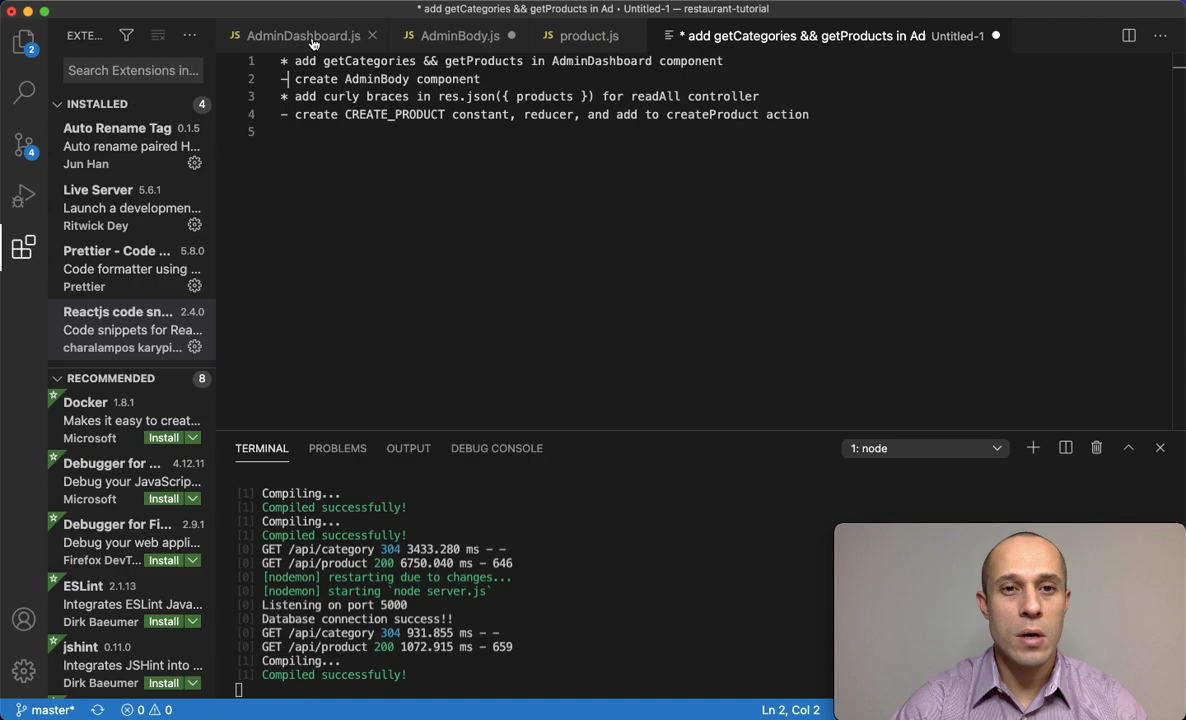 * add getCategories && getProducts in Ad • Untitled-1 — restaurant-tutorial
EXTE...
JS AdminDashboard.js
JS AdminBody.js
JS product.js
* add getCategories && getProducts in Ad Untitled-1
2
4
Search Extensions in...
INSTALLED 4
Auto Rename Tag 0.1.5
Auto rename paired H...
Jun Han
Live Server 5.6.1
Launch a developmen...
Ritwick Dey
Prettier - Code ... 5.8.0
Code formatter using ...
Prettier
Reactjs code sn... 2.4.0
Code snippets for Rea...
charalampos karypi...
RECOMMENDED 8
Docker 1.8.1
Makes it easy to creat...
Microsoft Install
Debugger for ... 4.12.11
Debug your JavaScrip...
Microsoft Install
Debugger for Fi... 2.9.1
Debug your web appli...
Firefox DevT... Install
ESLint 2.1.13
Integrates ESLint Java...
Dirk Baeumer Install
jshint 0.11.0
Integrates JSHint into ...
Dirk Baeumer Install
1 * add getCategories && getProducts in AdminDashboard component
2 - create AdminBody component
3 * add curly braces in res.json({ products }) for readAll controller
4 - create CREATE_PRODUCT constant, reducer, and add to createProduct action
5
TERMINAL PROBLEMS OUTPUT DEBUG CONSOLE 1: node
[1] Compiling...
[1] Compiled successfully!
[1] Compiling...
[1] Compiled successfully!
[0] GET /api/category 304 3433.280 ms - -
[0] GET /api/product 200 6750.040 ms - 646
[0] [nodemon] restarting due to changes...
[0] [nodemon] starting `node server.js`
[0] Listening on port 5000
[0] Database connection success!!
[0] GET /api/category 304 931.855 ms - -
[0] GET /api/product 200 1072.915 ms - 659
[1] Compiling...
[1] Compiled successfully!
master* 0 0 Ln 2, Col 2